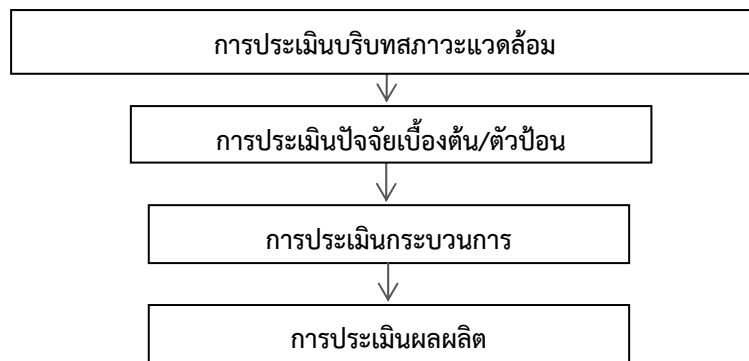 การประเมินบริบทสภาวะแวดล้อม
การประเมินปัจจัยเบื้องต้น/ตัวป้อน
การประเมินกระบวนการ
การประเมินผลผลิต